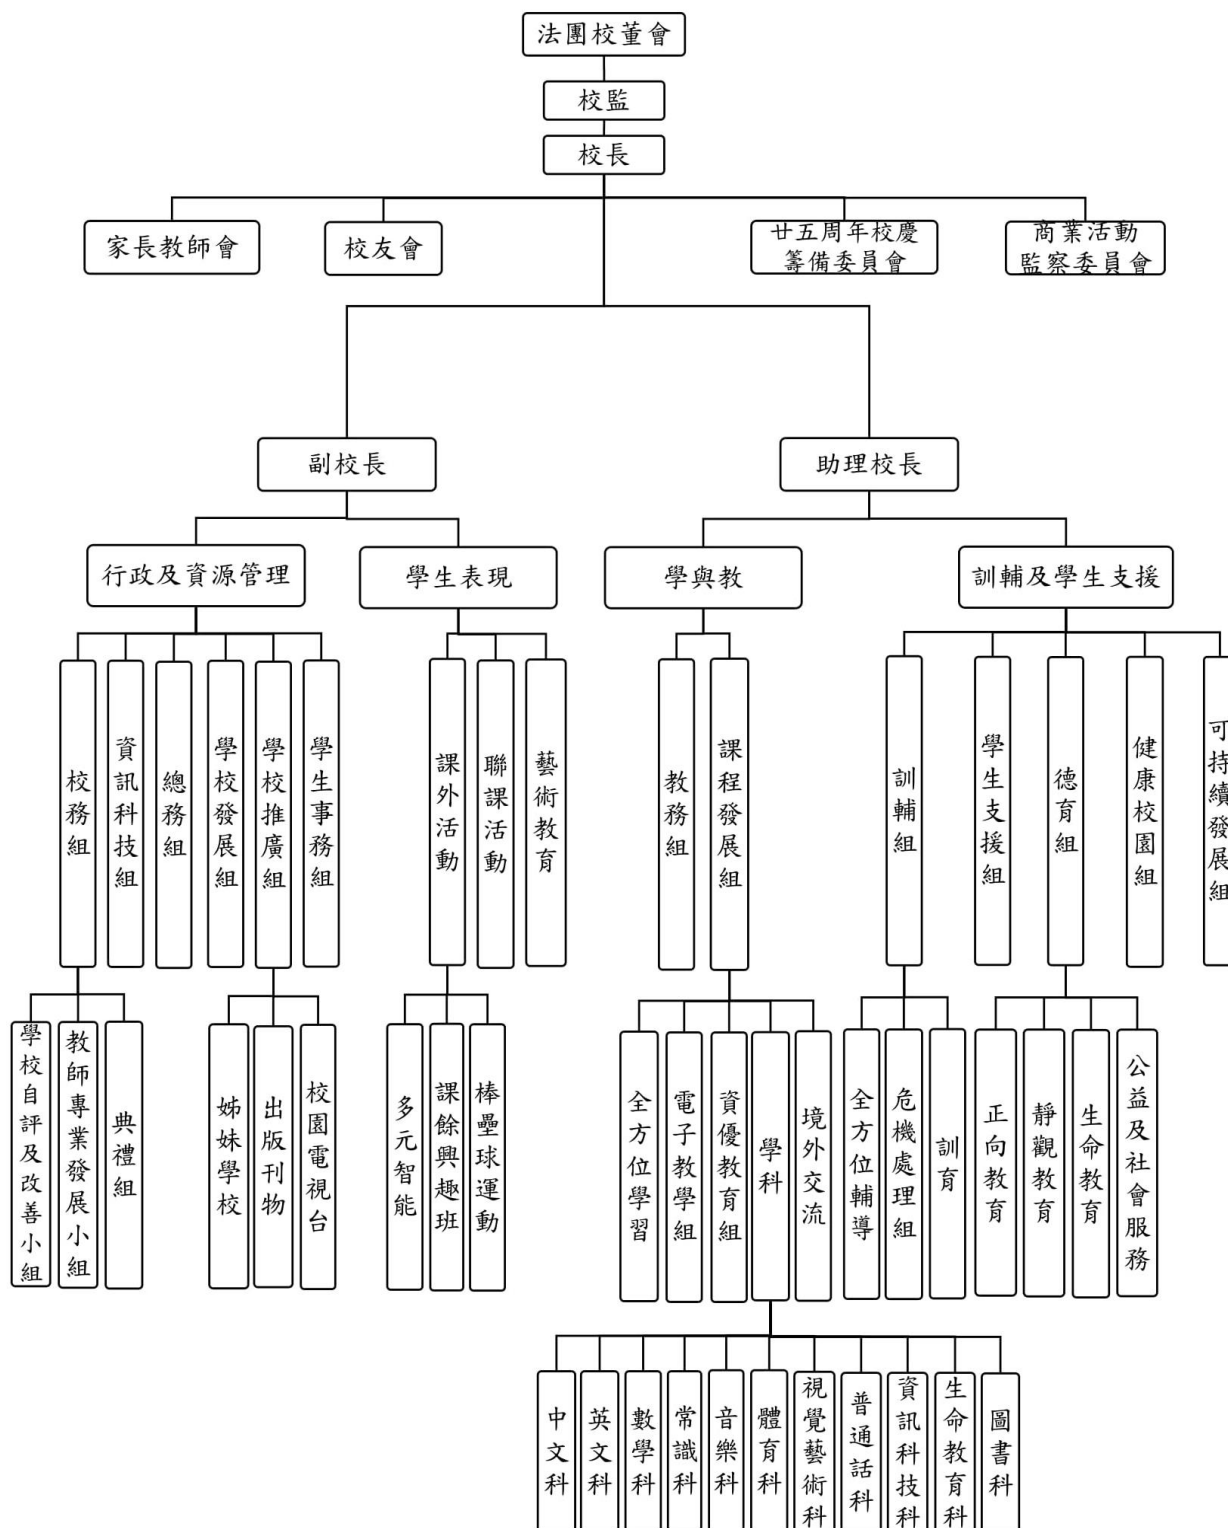 法團校董會
校監
校長
家長教師會
校友會
廿五周年校慶
籌備委員會
商業活動
監察委員會
副校長
助理校長
行政及資源管理
學生表現
學與教
訓輔及學生支援
校務組
資訊科技組
總務組
學校發展組
學校推廣組
學生事務組
課外活動
聯課活動
藝術教育
教務組
課程發展組
訓輔組
學生支援組
德育組
健康校園組
可持續發展組
學校自評及改善小組
教師專業發展小組
典禮組
姊妹學校
出版刊物
校園電視台
多元智能
課餘興趣班
棒壘球運動
全方位學習
電子教學組
資優教育組
學科
境外交流
全方位輔導
危機處理組
訓育
正向教育
靜觀教育
生命教育
公益及社會服務
中文科
英文科
數學科
常識科
音樂科
體育科
視覺藝術科
普通話科
資訊科技科
生命教育科
圖書科